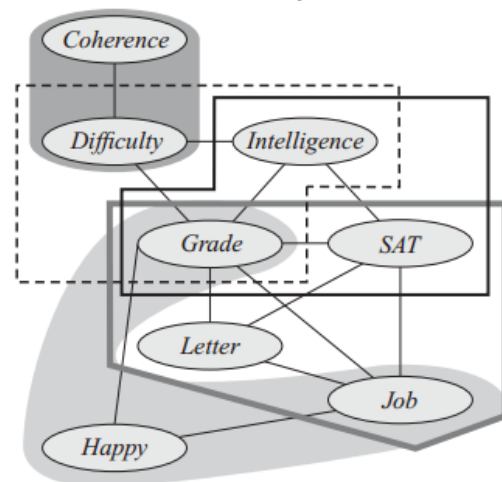 Coherence
Difficulty
Intelligence
Grade
SAT
Letter
Job
Happy